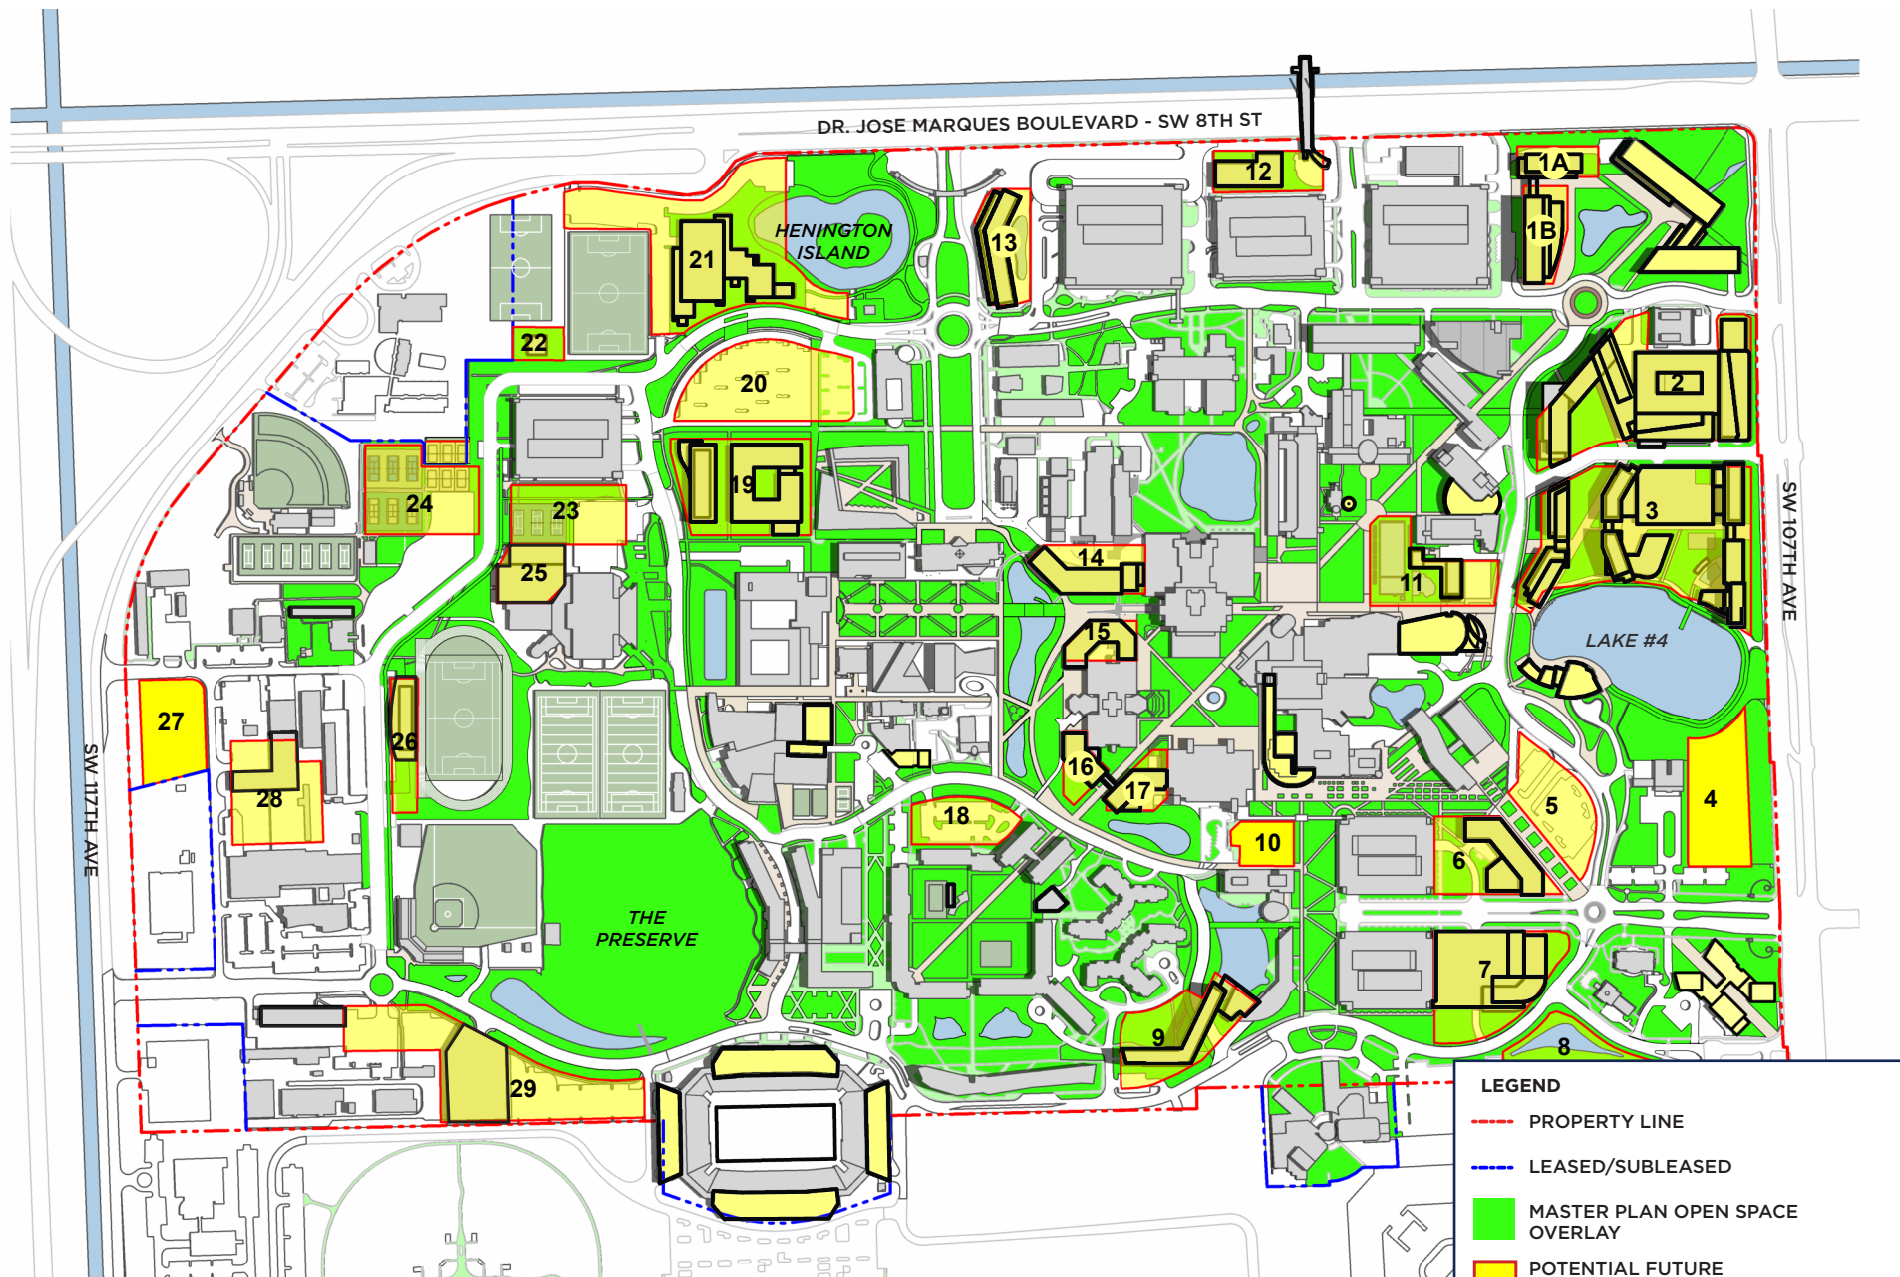 DR. JOSE MARQUES BOULEVARD - SW 8TH ST
12
1A
1B
HENINGTON
ISLAND
13
21
22
20
2
19
24
23
3
SW 107TH AVE
25
14
11
15
LAKE #4
27
26
SW 117TH AVE
28
16
17
18
5
4
10
6
THE
PRESERVE
7
9
8
29
LEGEND
PROPERTY LINE
LEASED/SUBLEASED
MASTER PLAN OPEN SPACE
OVERLAY
POTENTIAL FUTURE